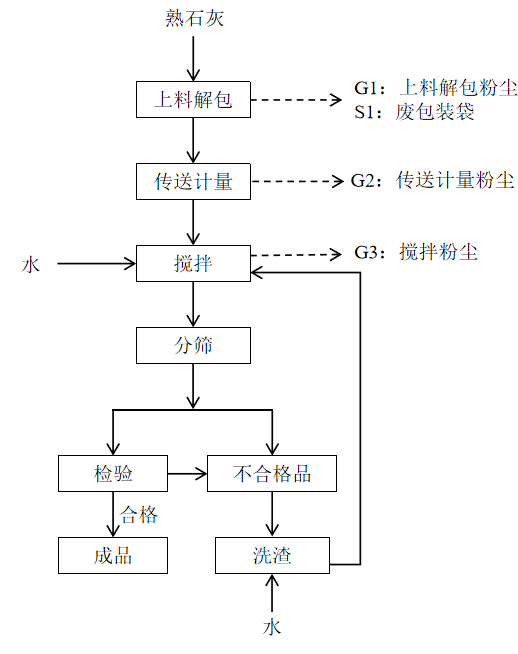 熟石灰
上料解包
G1：上料解包粉尘
S1：废包装袋
传送计量
G2：传送计量粉尘
水
搅拌
G3：搅拌粉尘
分筛
检验
不合格品
合格
成品
洗渣
水